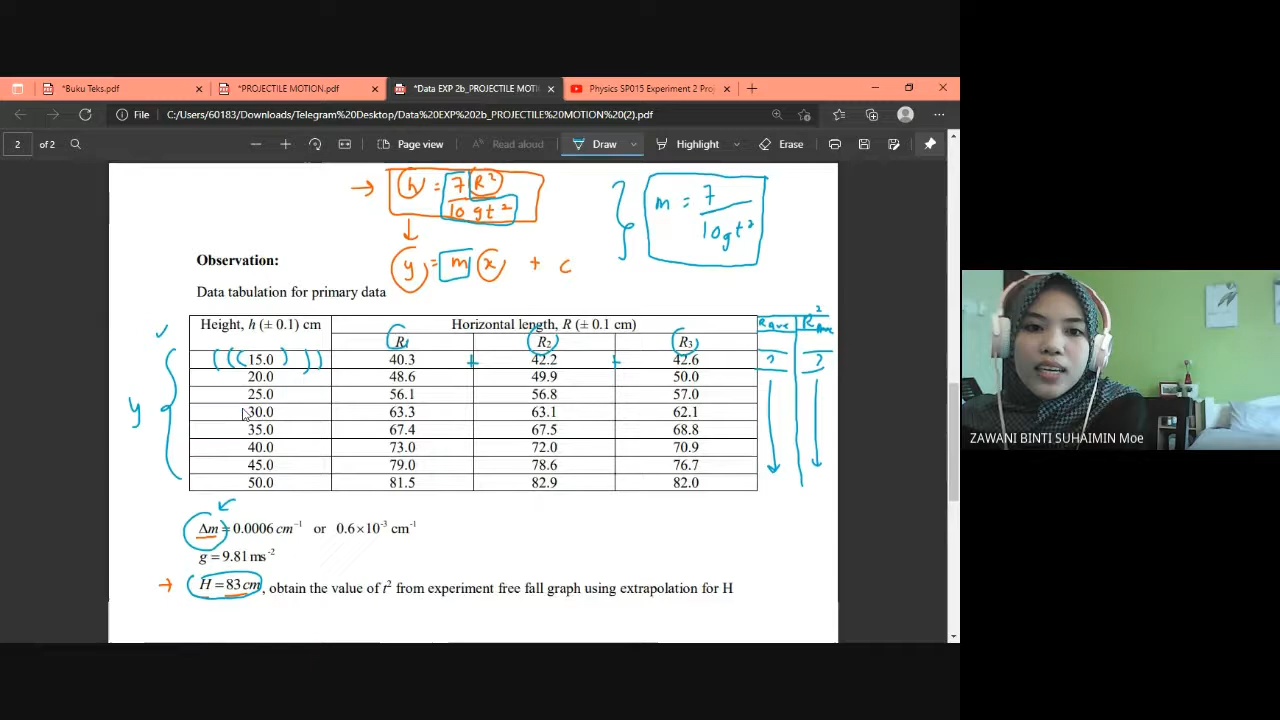 *Buku Teks.pdf
*PROJECTILE MOTION.pdf
*Data EXP 2b_PROJECTILE MOTI
Physics SP015 Experiment 2 Proj
File C:/Users/60183/Downloads/Telegram%20Desktop/Data%20EXP%202b_PROJECTILE%20MOTION%20(2).pdf
2 of 2 Page view Read aloud Draw Highlight Erase
→ h = 7 R² / 10 gt²
m = 7 / 10gt²
y = m x + c
Observation:
Data tabulation for primary data
Height, h (± 0.1) cm Horizontal length, R (± 0.1 cm) Rave R²ave
R1 R2 R3
(((15.0))) 40.3 + 42.2 + 42.6 ? ?
20.0 48.6 49.9 50.0
25.0 56.1 56.8 57.0
30.0 63.3 63.1 62.1
35.0 67.4 67.5 68.8
40.0 73.0 72.0 70.9
45.0 79.0 78.6 76.7
50.0 81.5 82.9 82.0
y
Δm = 0.0006 cm⁻¹ or 0.6×10⁻³ cm⁻¹
g = 9.81 ms⁻²
→ H = 83 cm, obtain the value of t² from experiment free fall graph using extrapolation for H
ZAWANI BINTI SUHAIMIN Moe